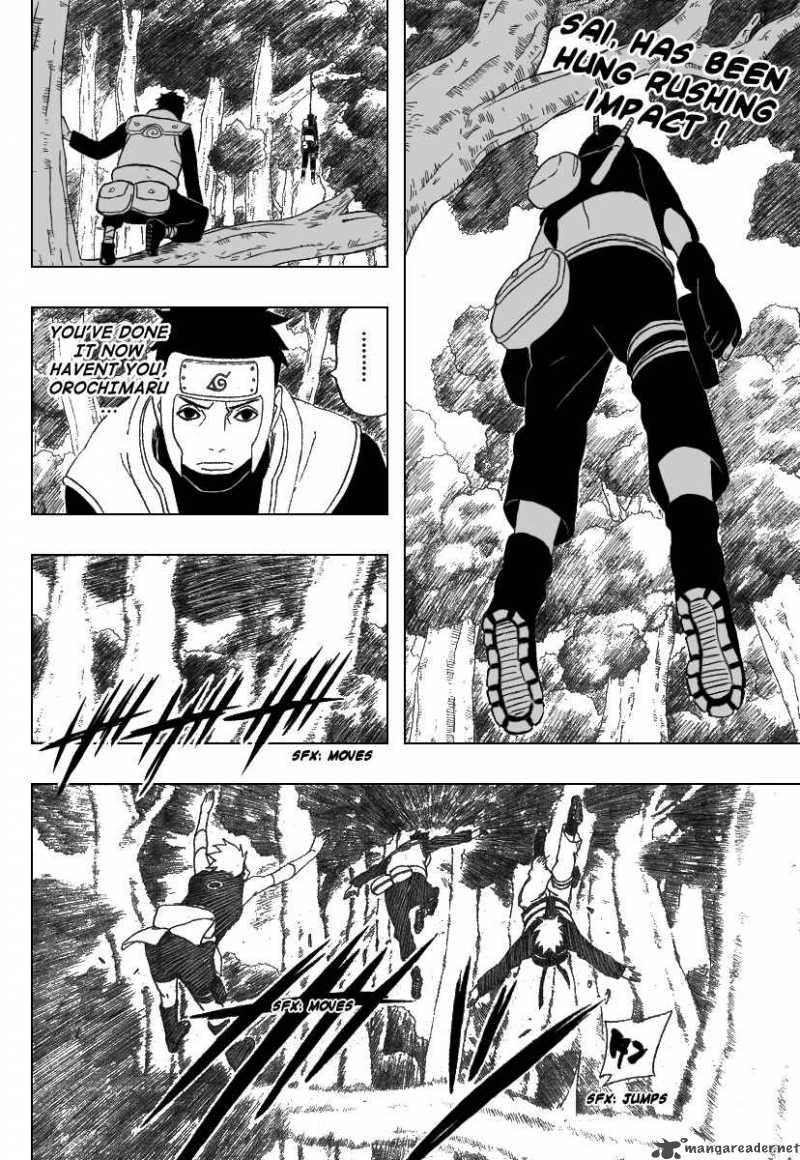 SAI, HAS BEEN
HUNG RUSHING
IMPACT !
.........
YOU'VE DONE
IT NOW
HAVENT YOU,
OROCHIMARU
...
SFX: MOVES
SFX: MOVES
SFX: JUMPS
mangareader.net